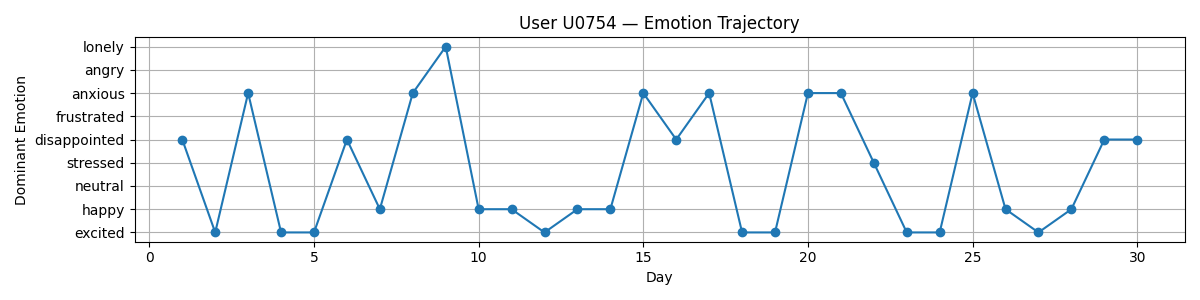 User U0754 — Emotion Trajectory
Dominant Emotion
lonely
angry
anxious
frustrated
disappointed
stressed
neutral
happy
excited
0 5 10 15 20 25 30
Day